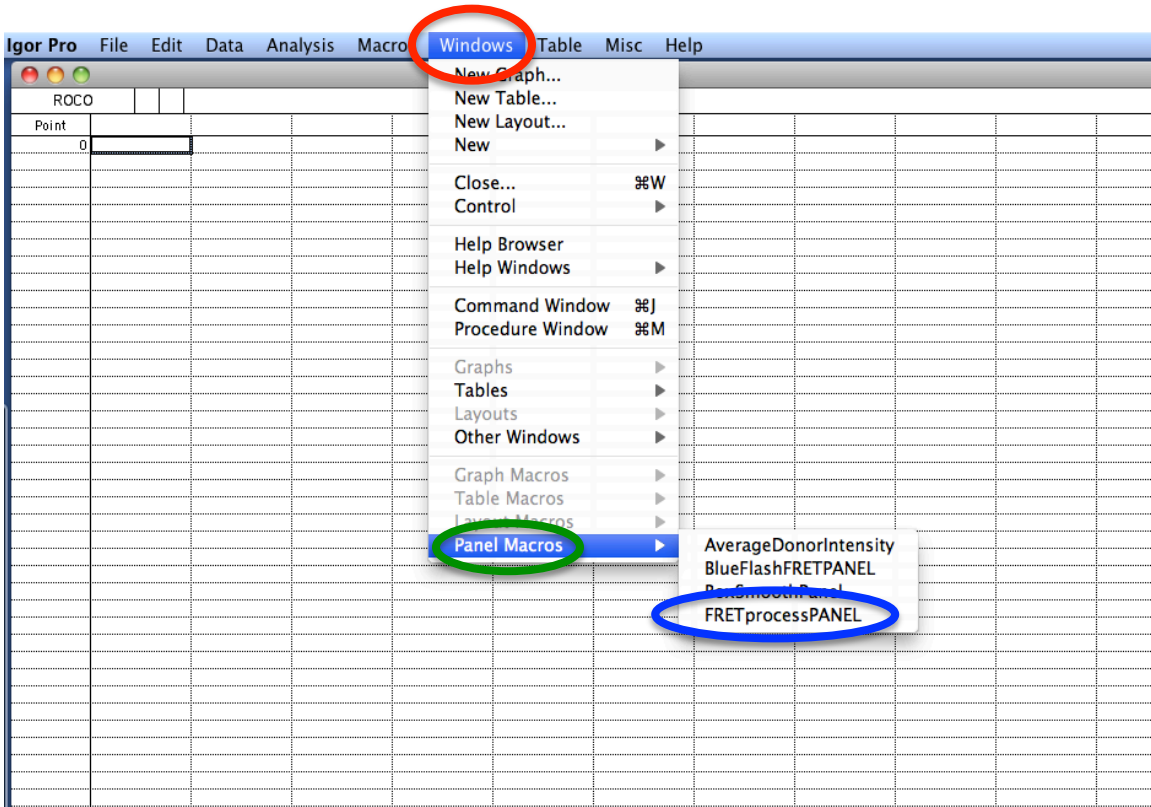 Igor Pro File Edit Data Analysis Macro Windows Table Misc Help
ROCO
Point
0
New Graph...
New Table...
New Layout...
New
Close... ⌘W
Control
Help Browser
Help Windows
Command Window ⌘J
Procedure Window ⌘M
Graphs
Tables
Layouts
Other Windows
Graph Macros
Table Macros
Layout Macros
Panel Macros
AverageDonorIntensity
BlueFlashFRETPANEL
BoxSmoothPanel
FRETprocessPANEL